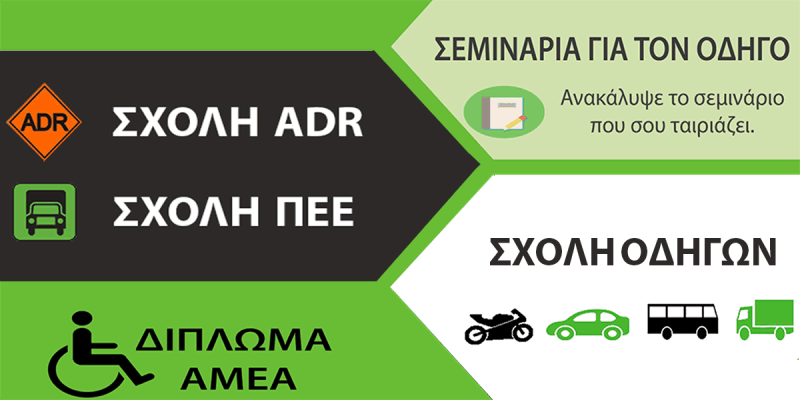 ADR
ΣΧΟΛΗ ADR
ΣΧΟΛΗ ΠΕΕ
ΔΙΠΛΩΜΑ
ΑΜΕΑ
ΣΕΜΙΝΑΡΙΑ ΓΙΑ ΤΟΝ ΟΔΗΓΟ
Ανακάλυψε το σεμινάριο
που σου ταιριάζει.
ΣΧΟΛΗ ΟΔΗΓΩΝ